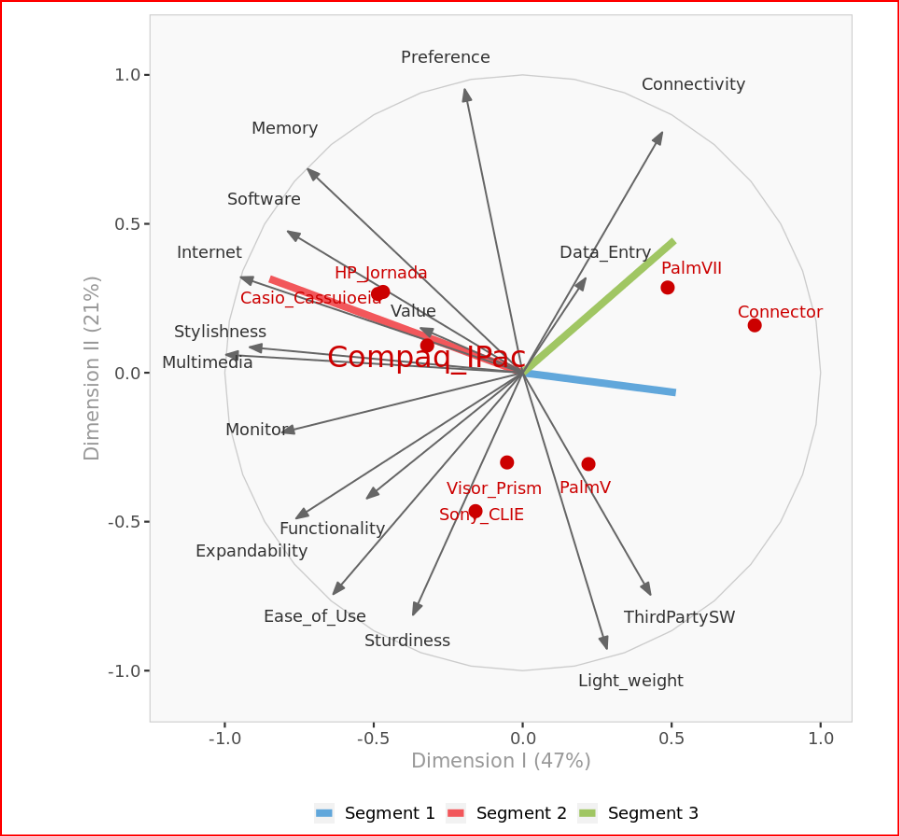 Preference
Connectivity
Memory
Software
Internet
Data_Entry
HP_Jornada
PalmVII
Casio_Cassuioeia
Value
Connector
Stylishness
Compaq_IPac
Multimedia
Monitor
Visor_Prism
PalmV
Sony_CLIE
Functionality
Expandability
Ease_of_Use
ThirdPartySW
Sturdiness
Light_weight
1.0
0.5
0.0
-0.5
-1.0
Dimension II (21%)
-1.0 -0.5 0.0 0.5 1.0
Dimension I (47%)
Segment 1 Segment 2 Segment 3